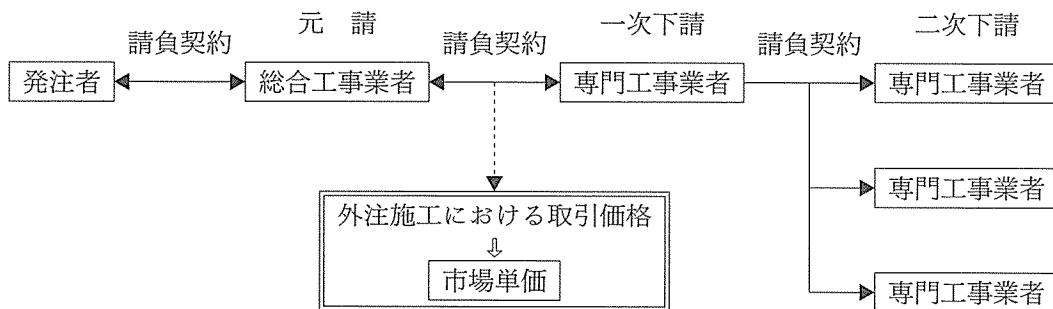 元 請
一次下請
二次下請
請負契約
請負契約
請負契約
発注者
総合工事業者
専門工事業者
専門工事業者
専門工事業者
外注施工における取引価格
⇩
市場単価
専門工事業者